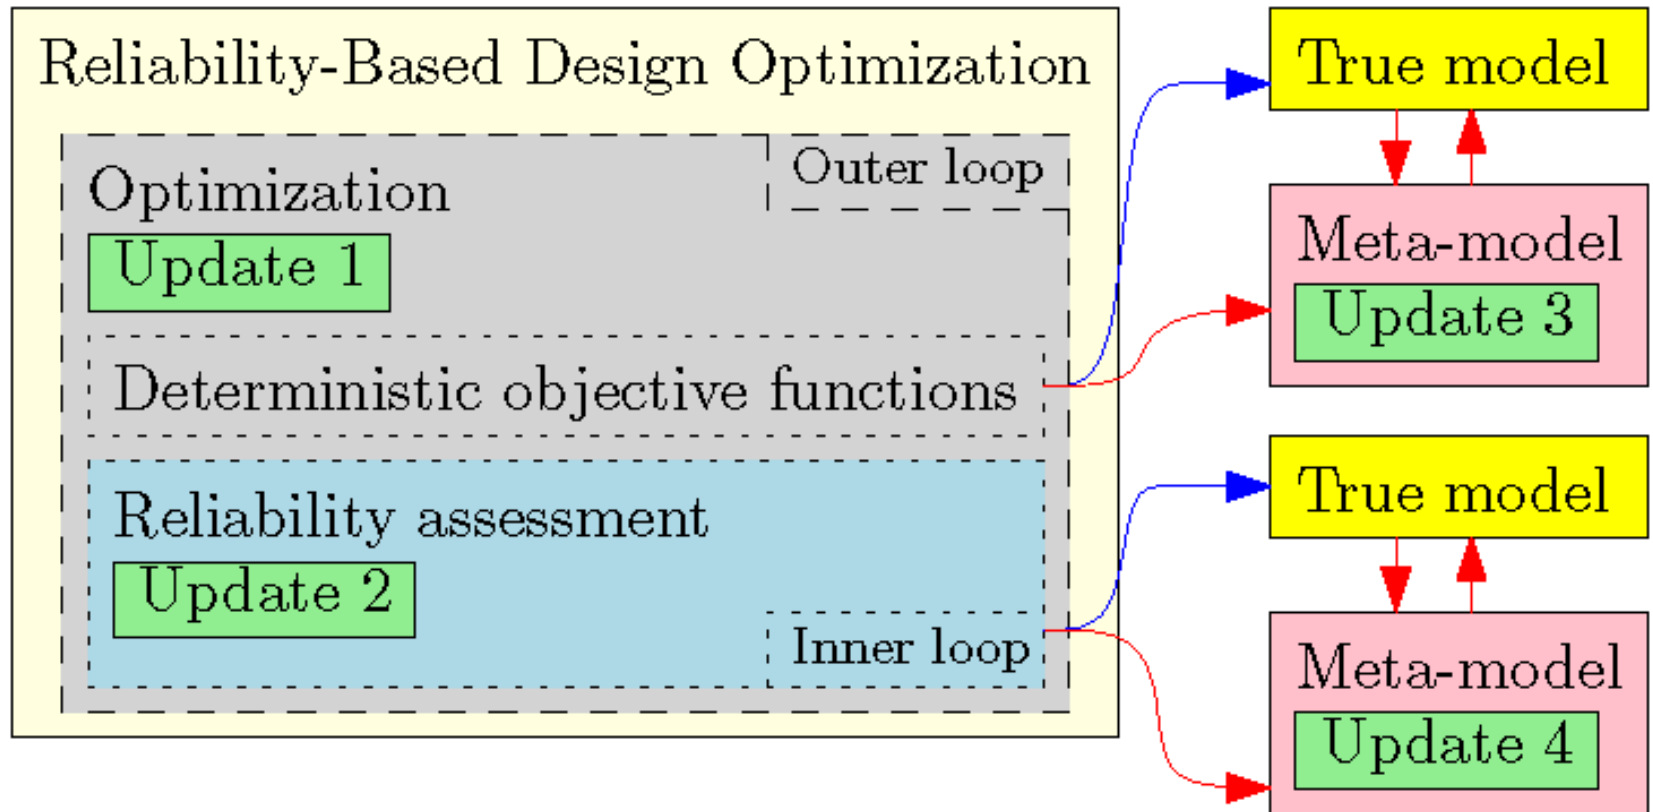 Reliability-Based Design Optimization
Outer loop
Optimization
Update 1
Deterministic objective functions
Reliability assessment
Update 2
Inner loop
True model
Meta-model
Update 3
True model
Meta-model
Update 4